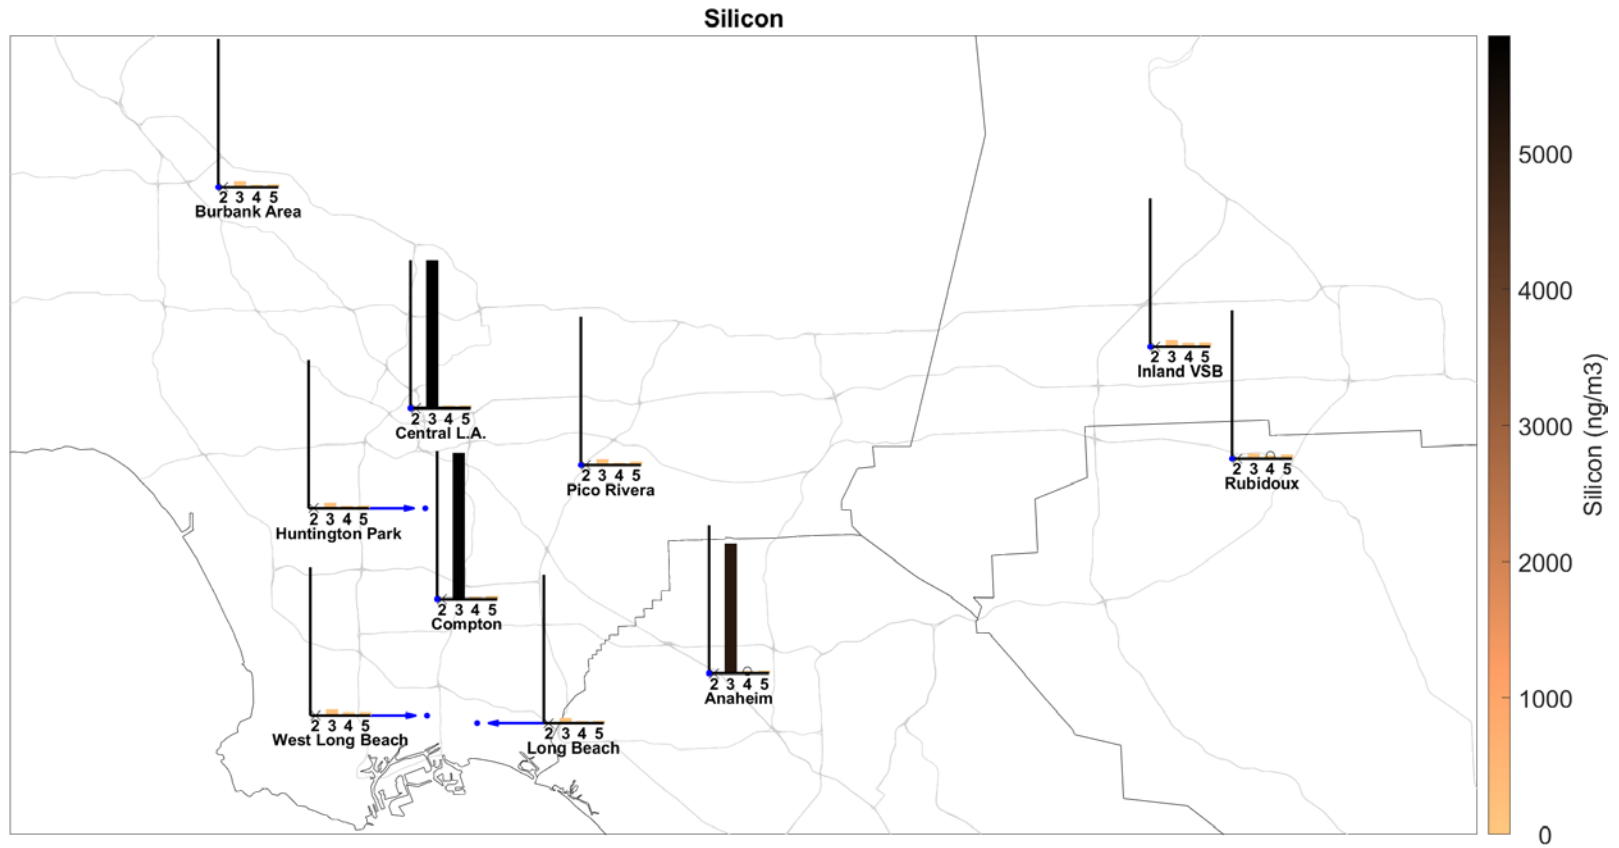 Silicon
2 3 4 5
Burbank Area
2 3 4 5
Central L.A.
2 3 4 5
Inland VSB
2 3 4 5
Rubidoux
2 3 4 5
Pico Rivera
2 3 4 5
Huntington Park
2 3 4 5
Compton
2 3 4 5
Anaheim
2 3 4 5
West Long Beach
2 3 4 5
Long Beach
5000
4000
3000
2000
1000
0
Silicon (ng/m3)